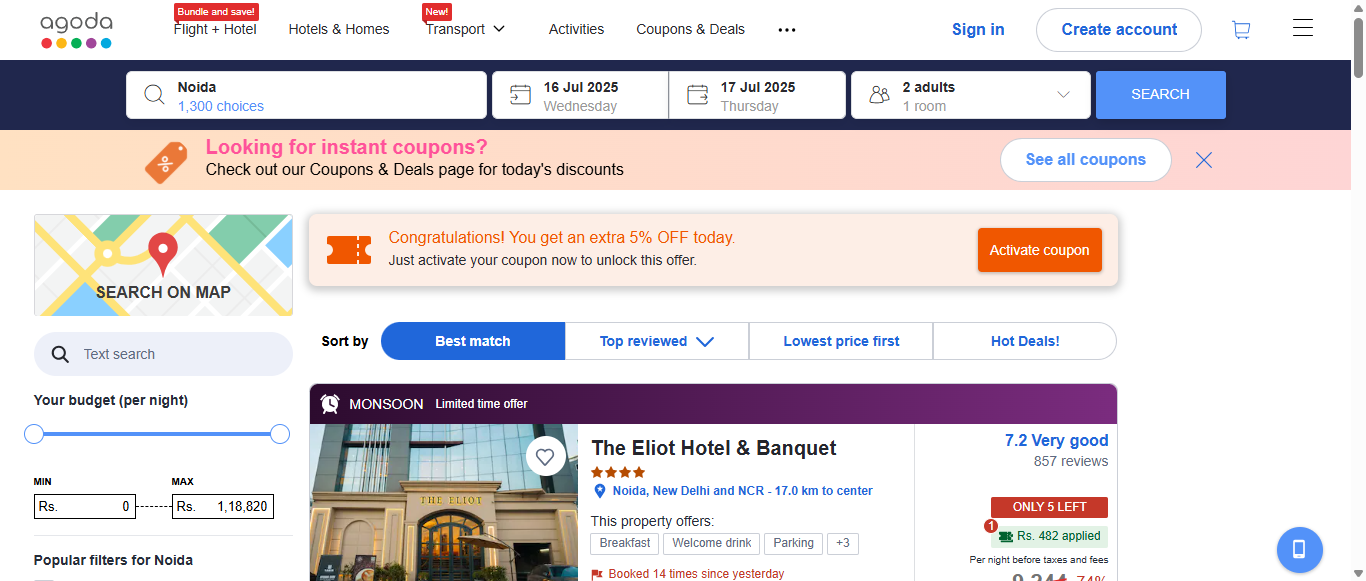 agoda
Bundle and save!
Flight + Hotel
Hotels & Homes
New!
Transport
Activities
Coupons & Deals
Sign in
Create account
Noida
1,300 choices
16 Jul 2025
Wednesday
17 Jul 2025
Thursday
2 adults
1 room
SEARCH
Looking for instant coupons?
Check out our Coupons & Deals page for today's discounts
See all coupons
SEARCH ON MAP
Congratulations! You get an extra 5% OFF today.
Just activate your coupon now to unlock this offer.
Activate coupon
Text search
Sort by
Best match
Top reviewed
Lowest price first
Hot Deals!
Your budget (per night)
MIN
MAX
Rs. 0
Rs. 1,18,820
Popular filters for Noida
MONSOON Limited time offer
THE ELIOT
The Eliot Hotel & Banquet
Noida, New Delhi and NCR - 17.0 km to center
This property offers:
Breakfast
Welcome drink
Parking
+3
Booked 14 times since yesterday
7.2 Very good
857 reviews
ONLY 5 LEFT
1
Rs. 482 applied
Per night before taxes and fees